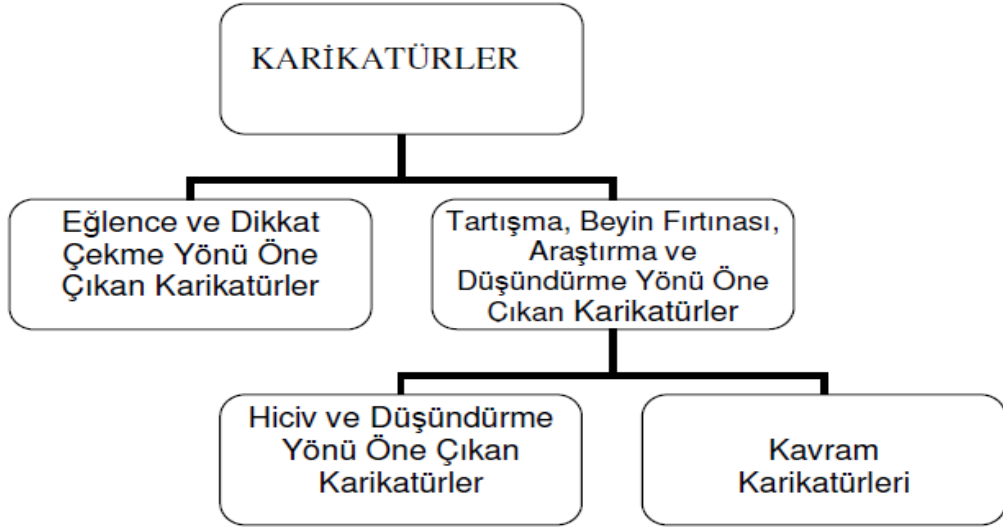 KARİKATÜRLER
Eğlence ve Dikkat
Çekme Yönü Öne
Çıkan Karikatürler
Tartışma, Beyin Fırtınası,
Araştırma ve
Düşündürme Yönü Öne
Çıkan Karikatürler
Hiciv ve Düşündürme
Yönü Öne Çıkan
Karikatürler
Kavram
Karikatürleri